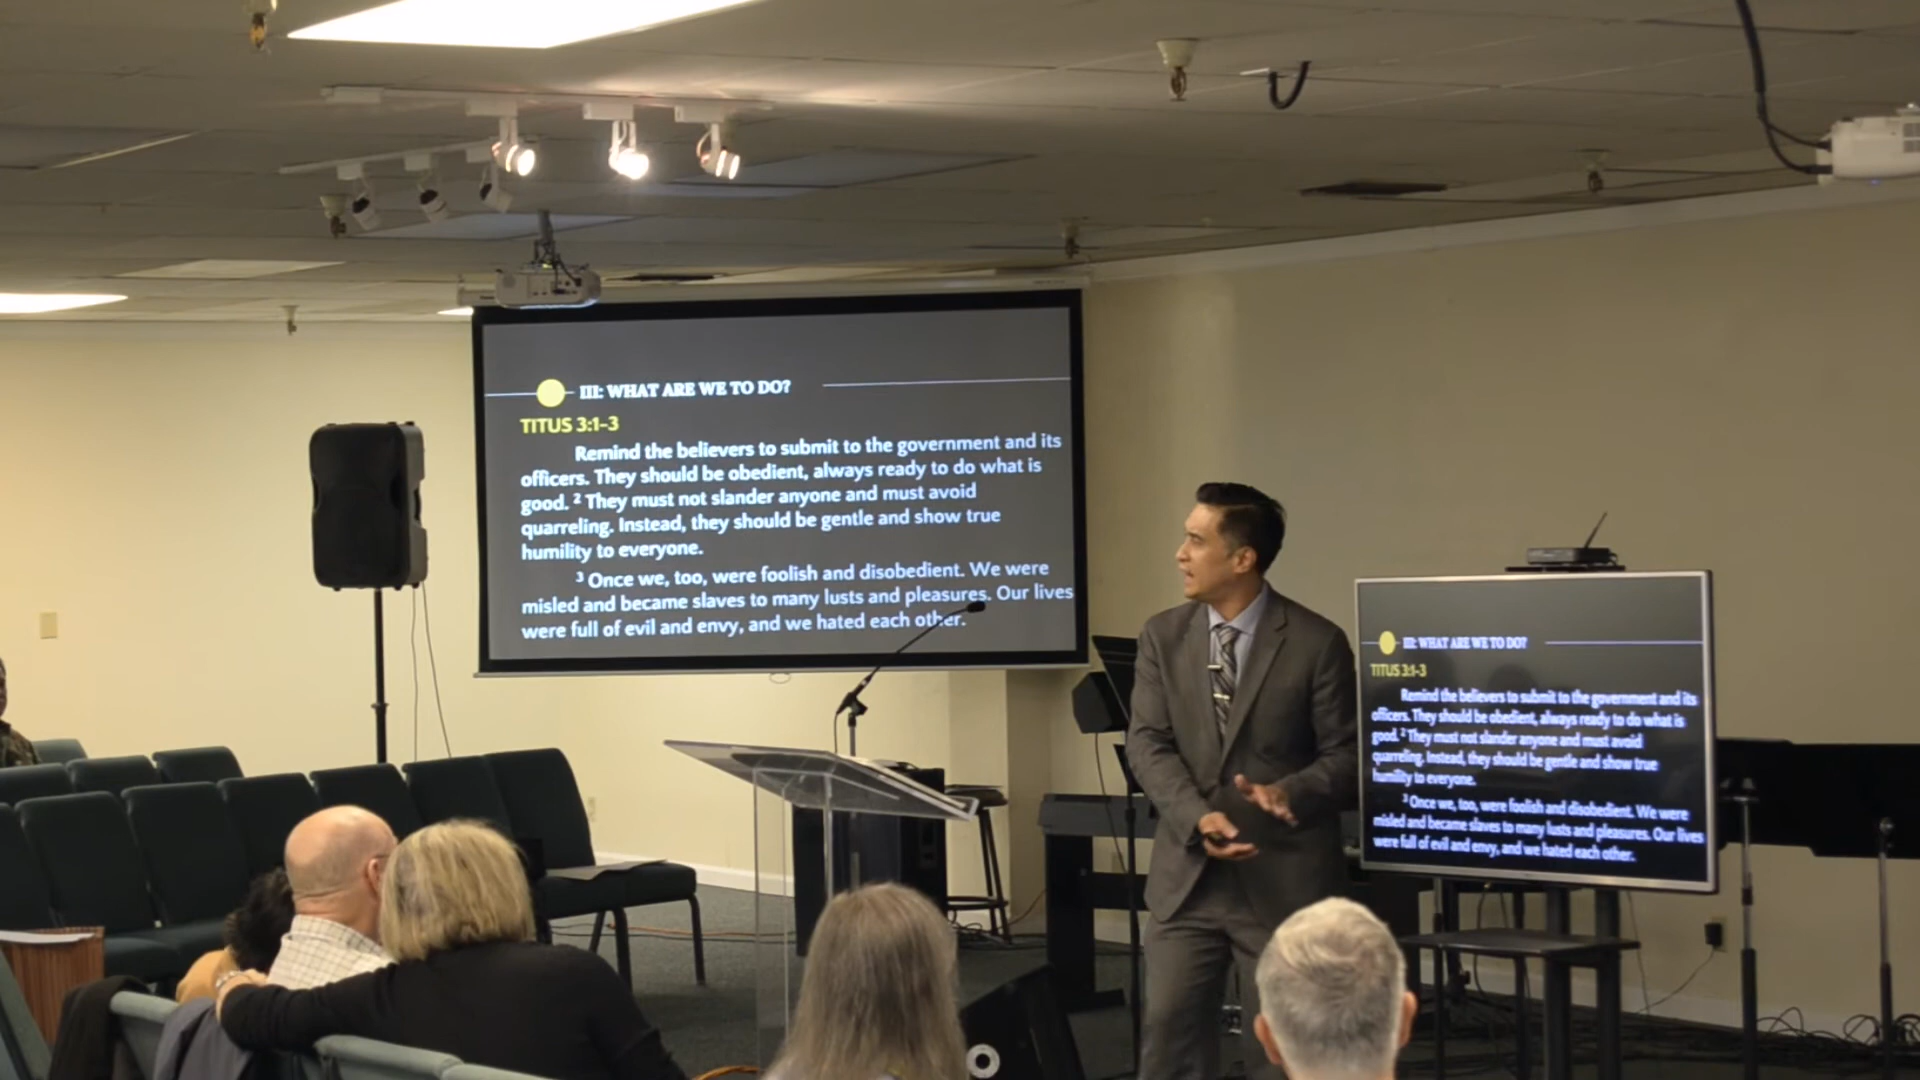 III: WHAT ARE WE TO DO?
TITUS 3:1-3
Remind the believers to submit to the government and its
officers. They should be obedient, always ready to do what is
good. ² They must not slander anyone and must avoid
quarreling. Instead, they should be gentle and show true
humility to everyone.
³ Once we, too, were foolish and disobedient. We were
misled and became slaves to many lusts and pleasures. Our lives
were full of evil and envy, and we hated each other.
III: WHAT ARE WE TO DO?
TITUS 3:1-3
Remind the believers to submit to the government and its
officers. They should be obedient, always ready to do what is
good. ² They must not slander anyone and must avoid
quarreling. Instead, they should be gentle and show true
humility to everyone.
³ Once we, too, were foolish and disobedient. We were
misled and became slaves to many lusts and pleasures. Our lives
were full of evil and envy, and we hated each other.